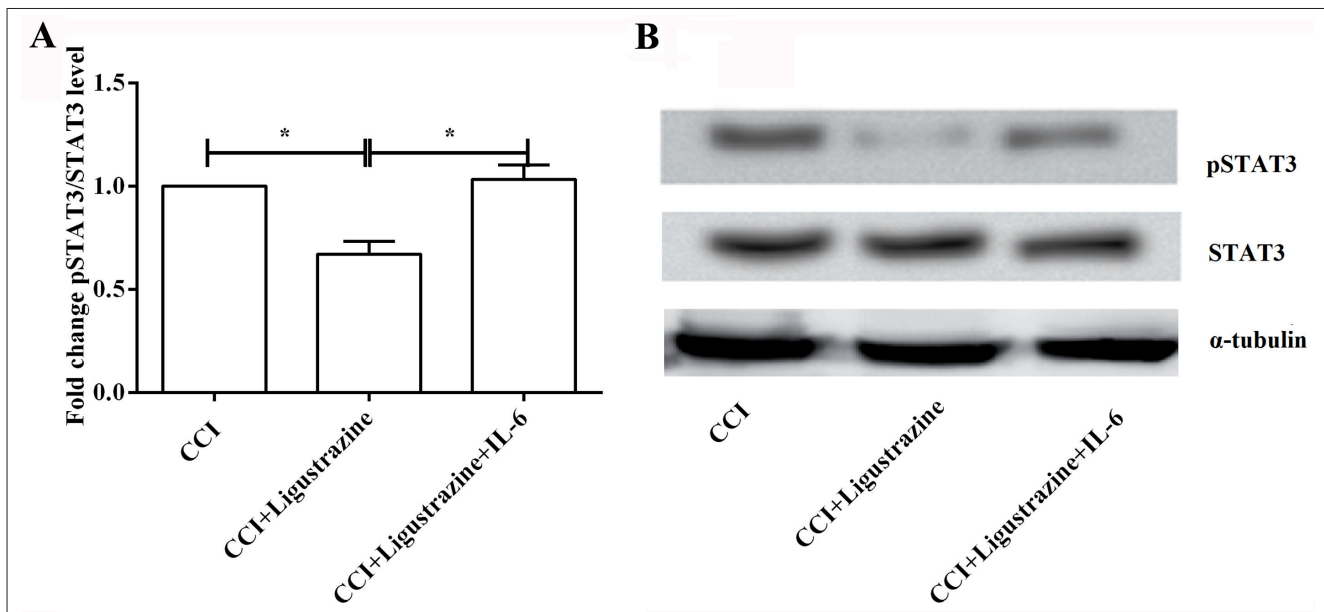 A
B
Fold change pSTAT3/STAT3 level
1.5
1.0
0.5
0.0
*
*
CCI
CCI+Ligustrazine
CCI+Ligustrazine+IL-6
pSTAT3
STAT3
α-tubulin
CCI
CCI+Ligustrazine
CCI+Ligustrazine+IL-6